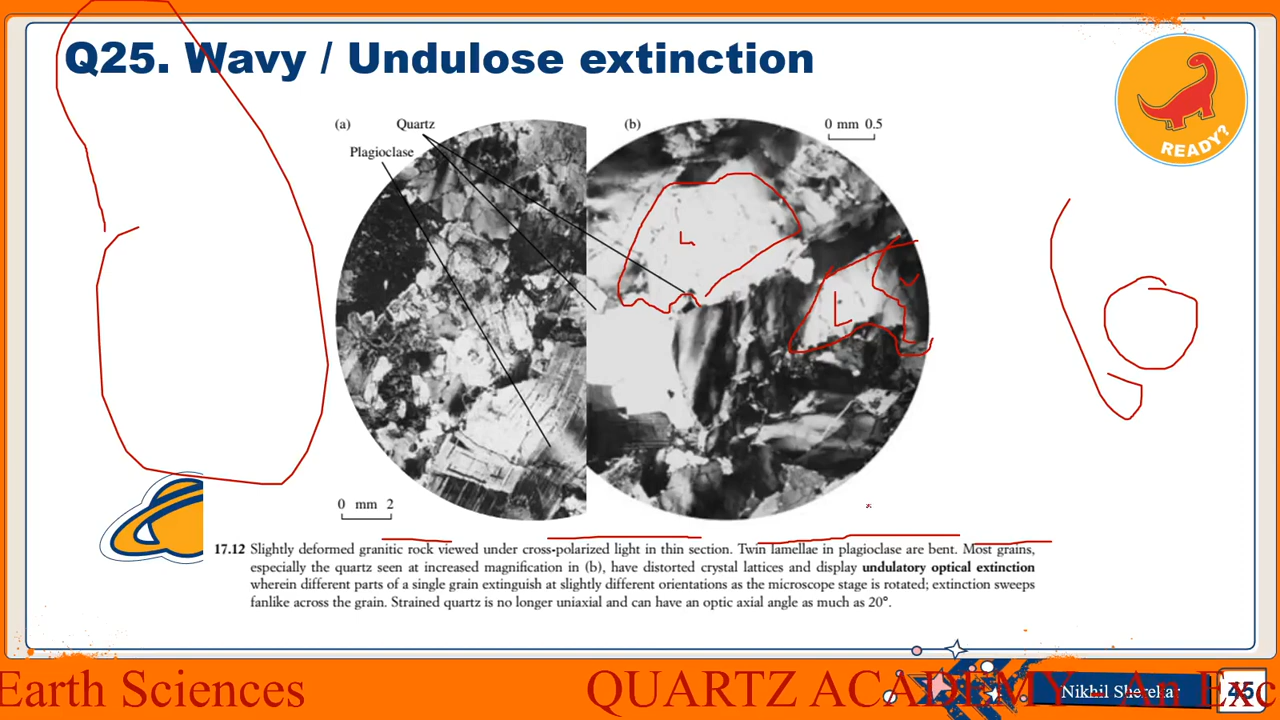 Q25. Wavy / Undulose extinction
READY?
(a) Quartz
Plagioclase
(b)
0 mm 0.5
L
L
0 mm 2
17.12 Slightly deformed granitic rock viewed under cross-polarized light in thin section. Twin lamellae in plagioclase are bent. Most grains,
especially the quartz seen at increased magnification in (b), have distorted crystal lattices and display undulatory optical extinction
wherein different parts of a single grain extinguish at slightly different orientations as the microscope stage is rotated; extinction sweeps
fanlike across the grain. Strained quartz is no longer uniaxial and can have an optic axial angle as much as 20°.
Earth Sciences QUARTZ ACADEMY - An Exc
Nikhil Sherekar
45